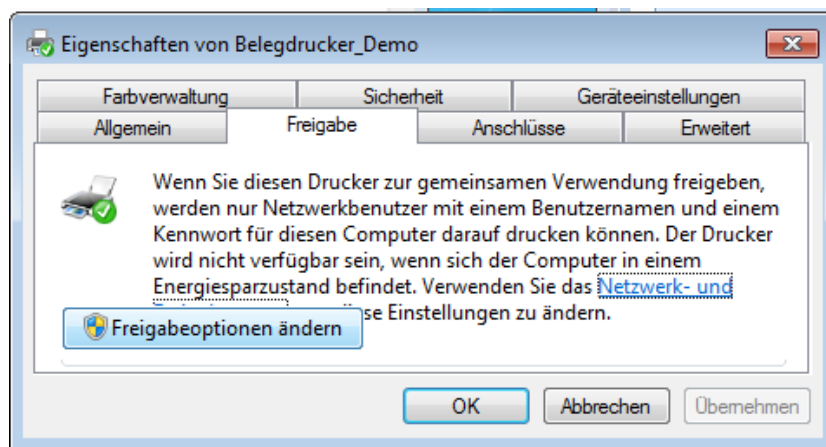 Eigenschaften von Belegdrucker_Demo
Farbverwaltung Sicherheit Geräteeinstellungen
Allgemein Freigabe Anschlüsse Erweitert
Wenn Sie diesen Drucker zur gemeinsamen Verwendung freigeben,
werden nur Netzwerkbenutzer mit einem Benutzernamen und einem
Kennwort für diesen Computer darauf drucken können. Der Drucker
wird nicht verfügbar sein, wenn sich der Computer in einem
Energiesparzustand befindet. Verwenden Sie das Netzwerk- und
Einstellungen zu ändern.
Freigabeoptionen ändern
OK Abbrechen Übernehmen